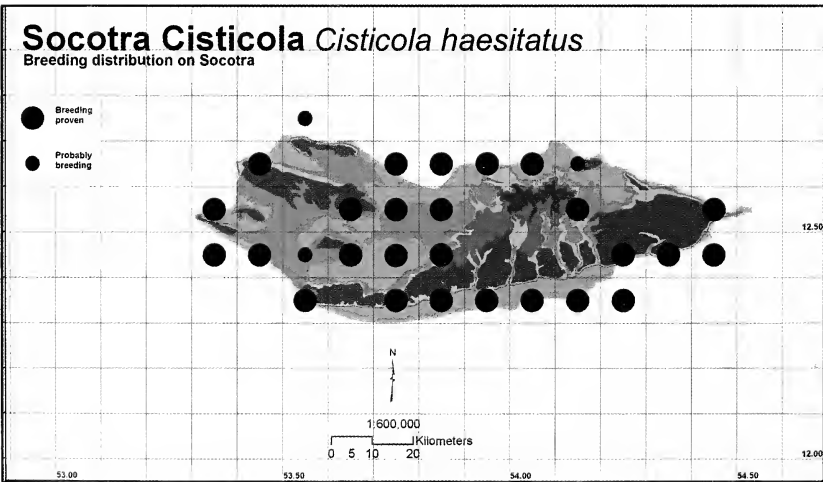 Socotra Cisticola Cisticola haesitatus
Breeding distribution on Socotra
Breeding
proven
Probably
breeding
12.50
N
1:600,000
Kilometers
0 5 10 20
12.00
53.00 53.50 54.00 54.50